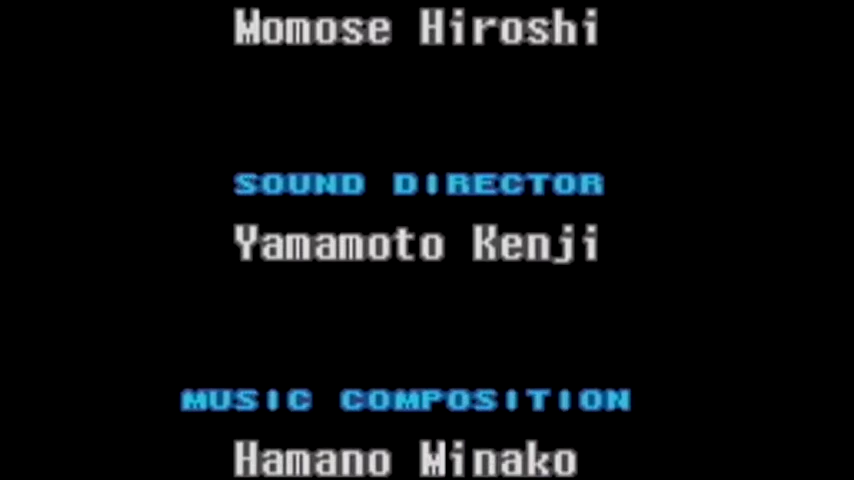 Momose Hiroshi
SOUND DIRECTOR
Yamamoto Kenji
MUSIC COMPOSITION
Hamano Minako